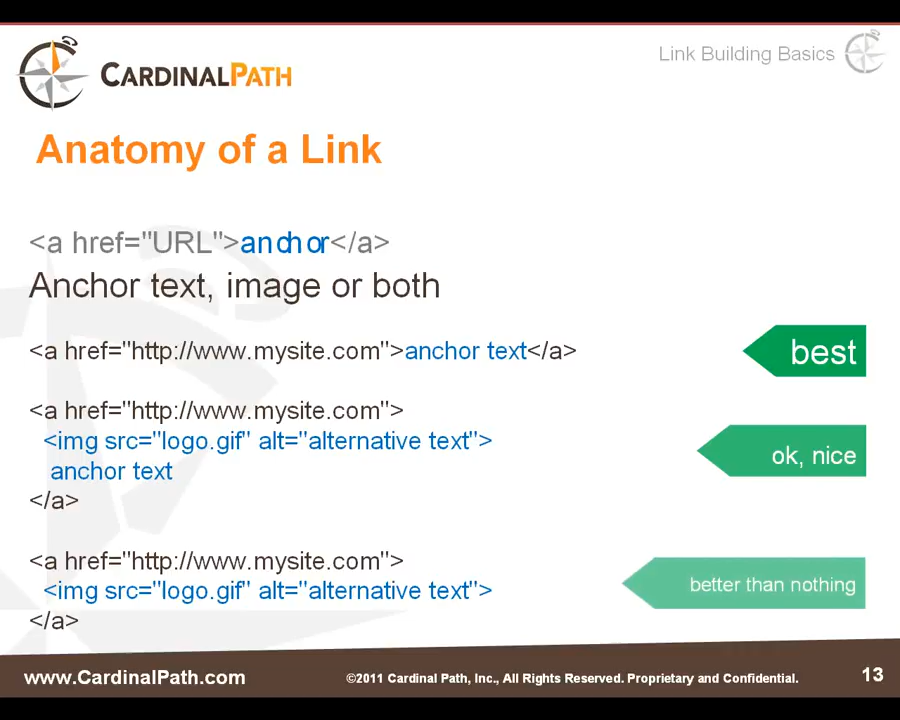 CARDINALPATH
Link Building Basics
Anatomy of a Link
<a href="URL">anchor</a>
Anchor text, image or both
<a href="http://www.mysite.com">anchor text</a>
best
<a href="http://www.mysite.com">
<img src="logo.gif" alt="alternative text">
anchor text
</a>
ok, nice
<a href="http://www.mysite.com">
<img src="logo.gif" alt="alternative text">
</a>
better than nothing
www.CardinalPath.com
©2011 Cardinal Path, Inc., All Rights Reserved. Proprietary and Confidential.
13